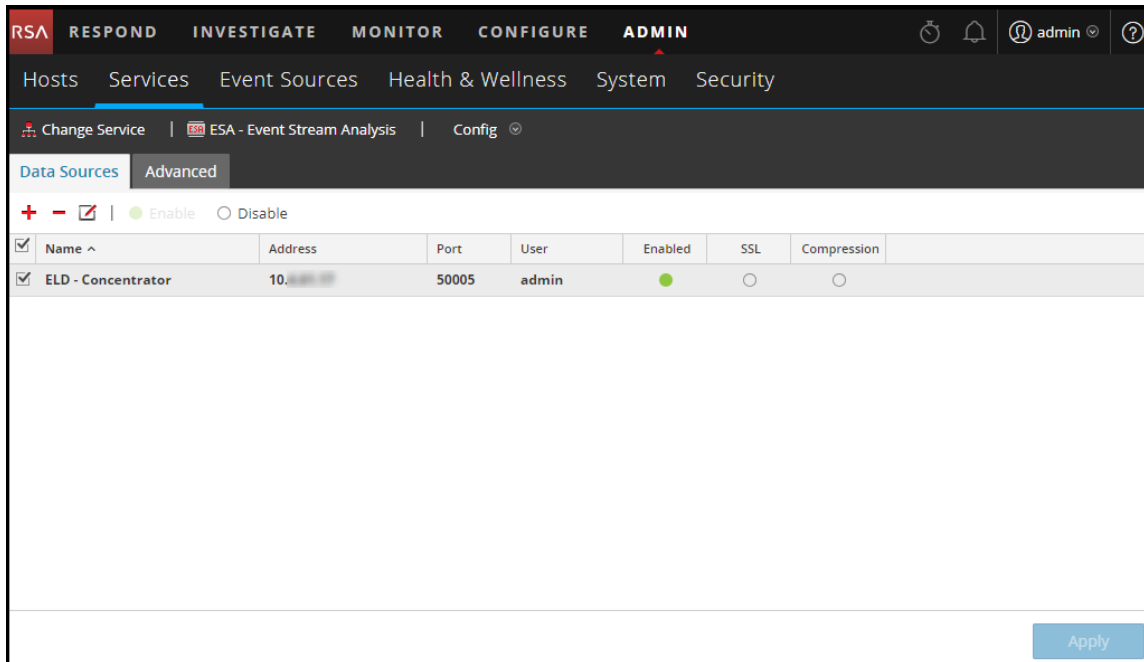 RSA RESPOND INVESTIGATE MONITOR CONFIGURE ADMIN admin ?
Hosts Services Event Sources Health & Wellness System Security
Change Service | ESA ESA - Event Stream Analysis | Config
Data Sources Advanced
Enable Disable
Name Address Port User Enabled SSL Compression
ELD - Concentrator 10. 50005 admin
Apply